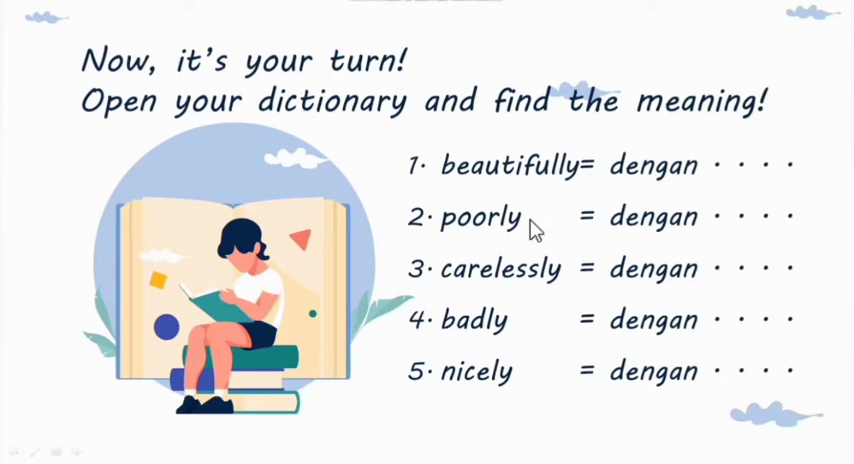 Now, it's your turn!
Open your dictionary and find the meaning!
1. beautifully= dengan . . . .
2. poorly = dengan . . . .
3. carelessly = dengan . . . .
4. badly = dengan . . . .
5. nicely = dengan . . . .